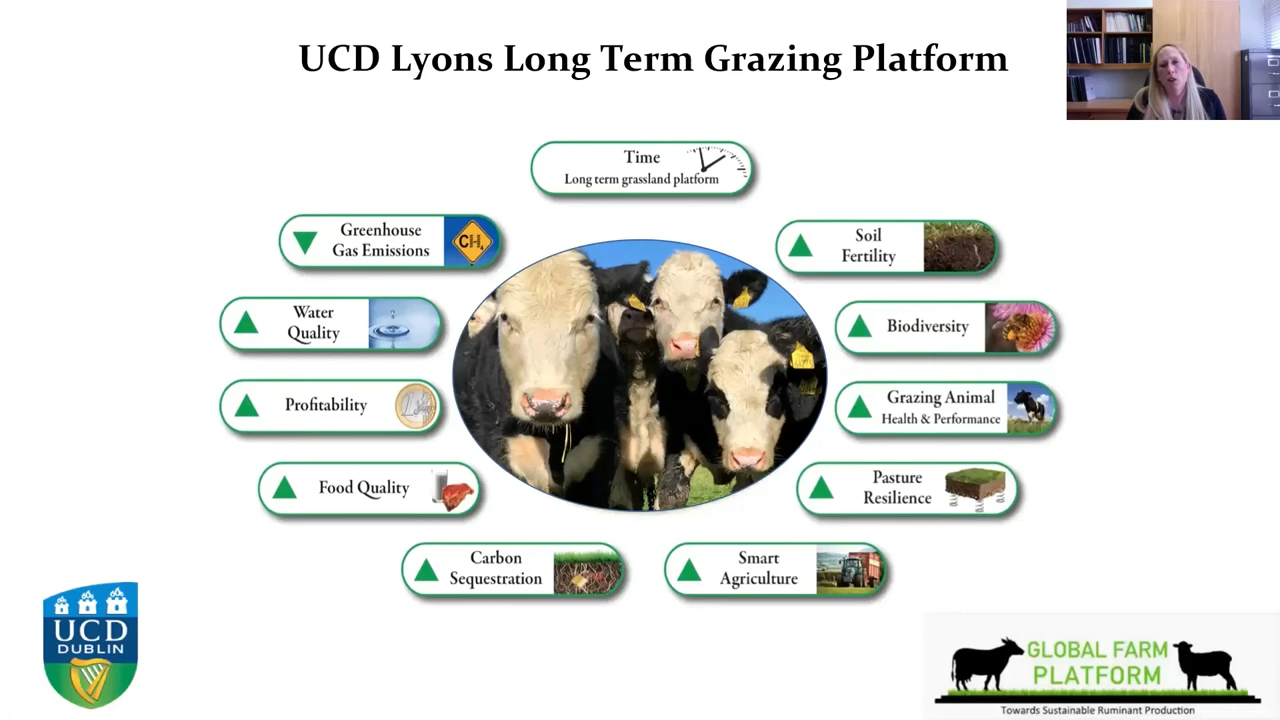 UCD Lyons Long Term Grazing Platform
Time
Long term grassland platform
Greenhouse
Gas Emissions
Soil
Fertility
Water
Quality
Biodiversity
Profitability
Grazing Animal
Health & Performance
Food Quality
Pasture
Resilience
Carbon
Sequestration
Smart
Agriculture
UCD
DUBLIN
GLOBAL FARM
PLATFORM
Towards Sustainable Ruminant Production